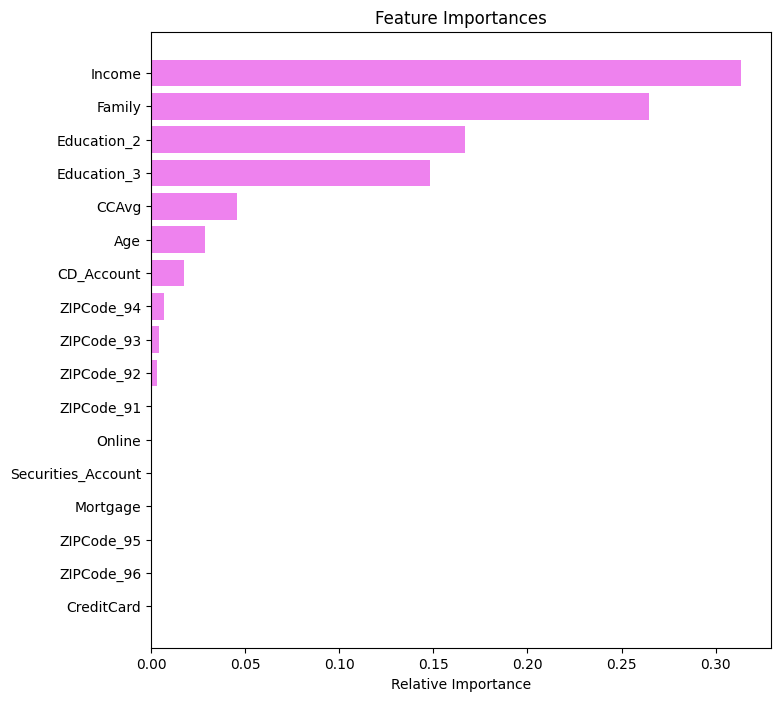 Feature Importances
Income
Family
Education_2
Education_3
CCAvg
Age
CD_Account
ZIPCode_94
ZIPCode_93
ZIPCode_92
ZIPCode_91
Online
Securities_Account
Mortgage
ZIPCode_95
ZIPCode_96
CreditCard
0.00 0.05 0.10 0.15 0.20 0.25 0.30
Relative Importance